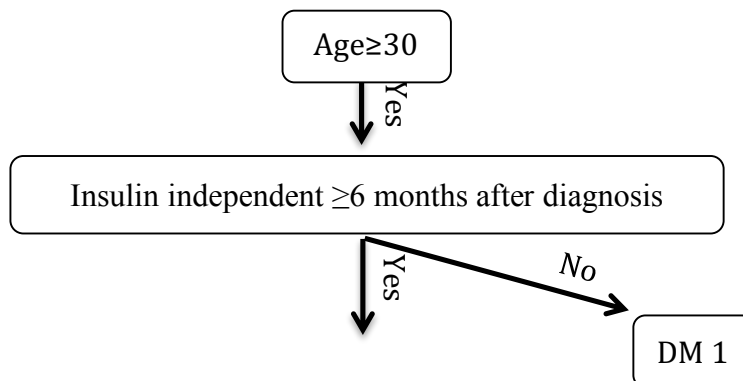 Age≥30
Yes
Insulin independent ≥6 months after diagnosis
Yes
No
DM 1